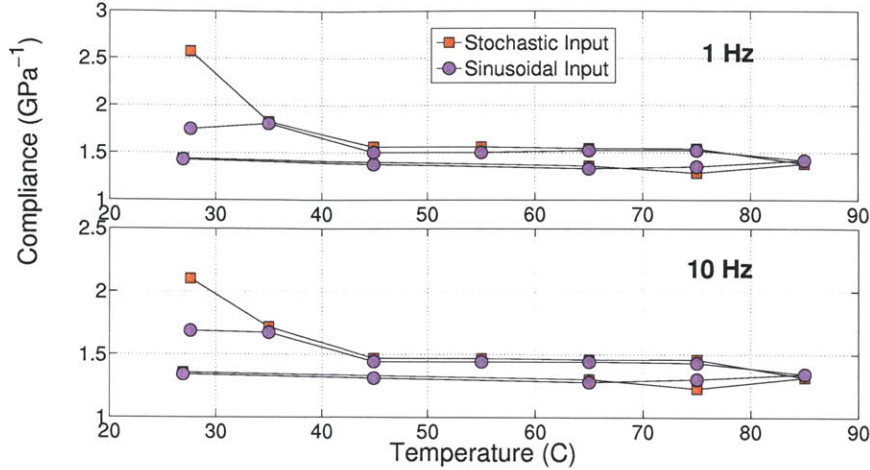 3
2.5
2
1.5
1
20 30 40 50 60 70 80 90
Stochastic Input
Sinusoidal Input
1 Hz
Compliance (GPa⁻¹)
2.5
2
1.5
1
20 30 40 50 60 70 80 90
10 Hz
Temperature (C)